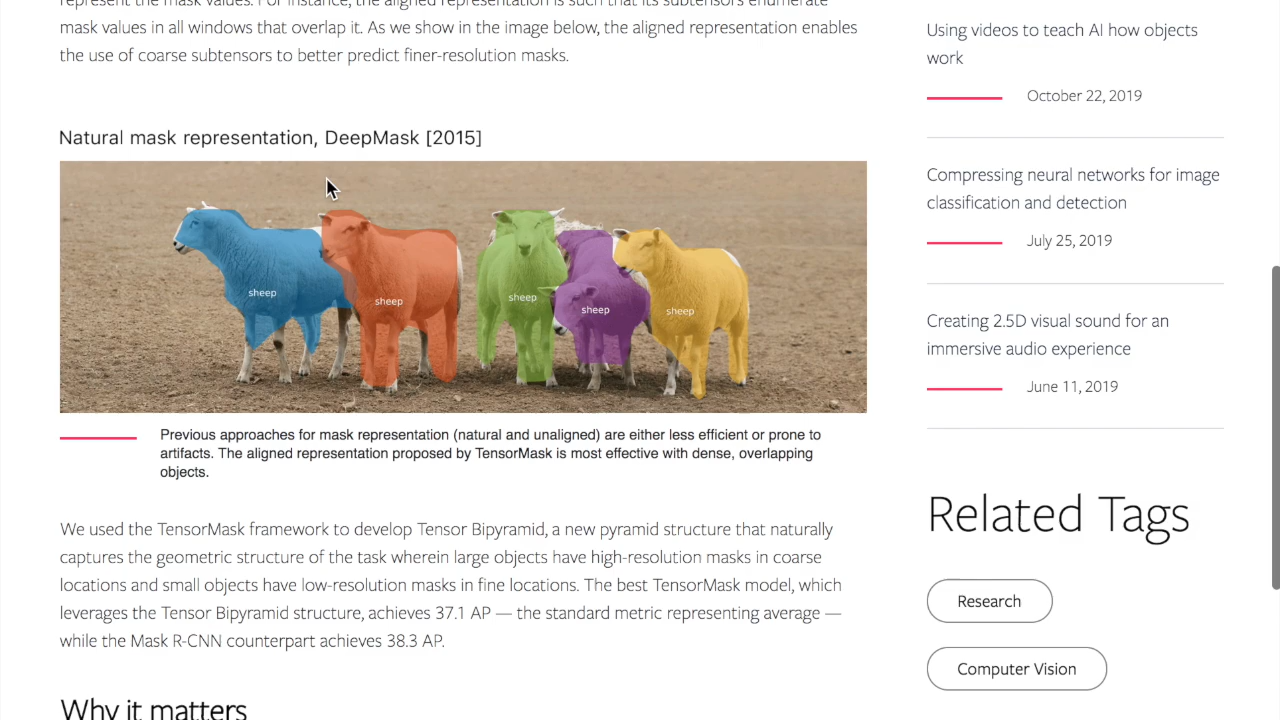 mask values in all windows that overlap it. As we show in the image below, the aligned representation enables
the use of coarse subtensors to better predict finer-resolution masks.
Natural mask representation, DeepMask [2015]
sheep
sheep
sheep
sheep
sheep
Previous approaches for mask representation (natural and unaligned) are either less efficient or prone to
artifacts. The aligned representation proposed by TensorMask is most effective with dense, overlapping
objects.
We used the TensorMask framework to develop Tensor Bipyramid, a new pyramid structure that naturally
captures the geometric structure of the task wherein large objects have high-resolution masks in coarse
locations and small objects have low-resolution masks in fine locations. The best TensorMask model, which
leverages the Tensor Bipyramid structure, achieves 37.1 AP — the standard metric representing average —
while the Mask R-CNN counterpart achieves 38.3 AP.
Why it matters
Using videos to teach AI how objects
work
October 22, 2019
Compressing neural networks for image
classification and detection
July 25, 2019
Creating 2.5D visual sound for an
immersive audio experience
June 11, 2019
Related Tags
Research
Computer Vision